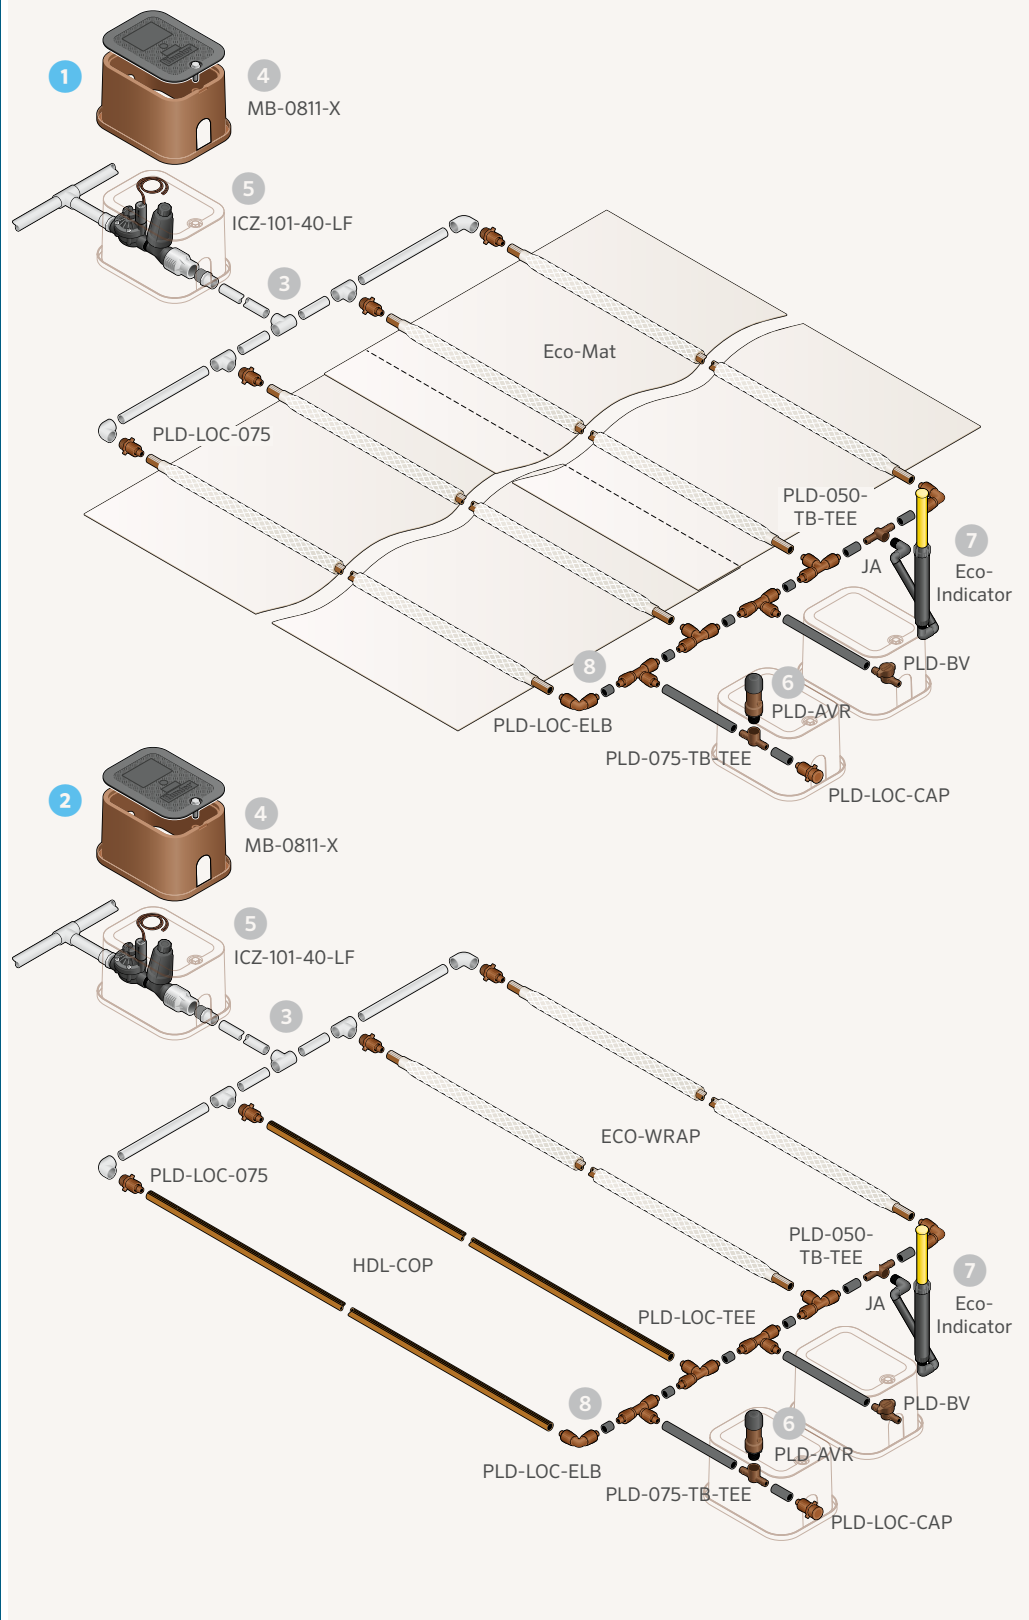 1
4
MB-0811-X
5
ICZ-101-40-LF
3
Eco-Mat
PLD-LOC-075
PLD-050-
TB-TEE
7
JA
Eco-
Indicator
PLD-BV
8
6
PLD-AVR
PLD-LOC-ELB
PLD-075-TB-TEE
PLD-LOC-CAP
2
4
MB-0811-X
5
ICZ-101-40-LF
3
ECO-WRAP
PLD-LOC-075
HDL-COP
PLD-050-
TB-TEE
7
JA
Eco-
Indicator
PLD-LOC-TEE
PLD-BV
8
6
PLD-AVR
PLD-LOC-ELB
PLD-075-TB-TEE
PLD-LOC-CAP